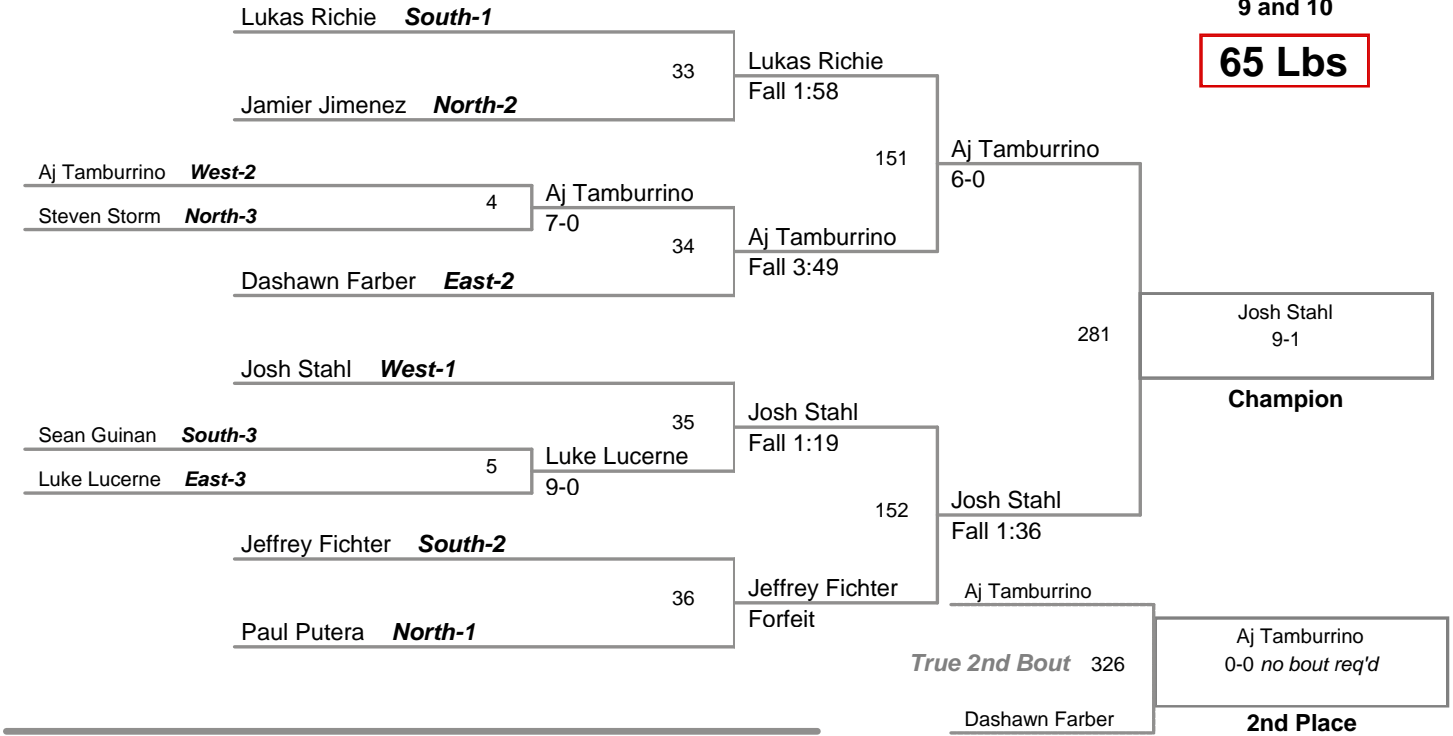 9 and 10
65 Lbs
Lukas Richie South-1
33
Lukas Richie
Fall 1:58
Jamier Jimenez North-2
151
Aj Tamburrino
6-0
Aj Tamburrino West-2
4
Aj Tamburrino
7-0
Steven Storm North-3
34
Aj Tamburrino
Fall 3:49
Dashawn Farber East-2
281
Josh Stahl
9-1
Champion
Josh Stahl West-1
35
Josh Stahl
Fall 1:19
Sean Guinan South-3
5
Luke Lucerne
9-0
Luke Lucerne East-3
152
Josh Stahl
Fall 1:36
Jeffrey Fichter South-2
36
Jeffrey Fichter
Forfeit
Paul Putera North-1
Aj Tamburrino
True 2nd Bout 326
Aj Tamburrino
0-0 no bout req'd
Dashawn Farber
2nd Place